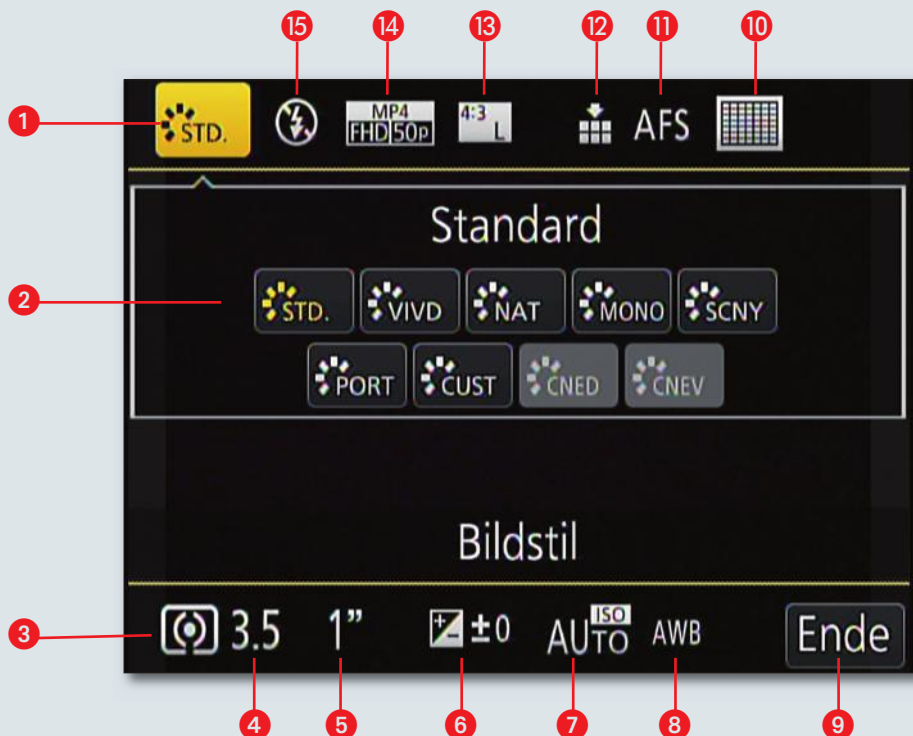 15 14 13 12 11 10
1 STD. MP4 4:3 AFS
FHD 50p L
Standard
2 STD. VIVD NAT MONO SCNY
PORT CUST CNED CNEV
Bildstil
3 3.5 1” +- ±0 AUTO ISO AWB Ende
4 5 6 7 8 9